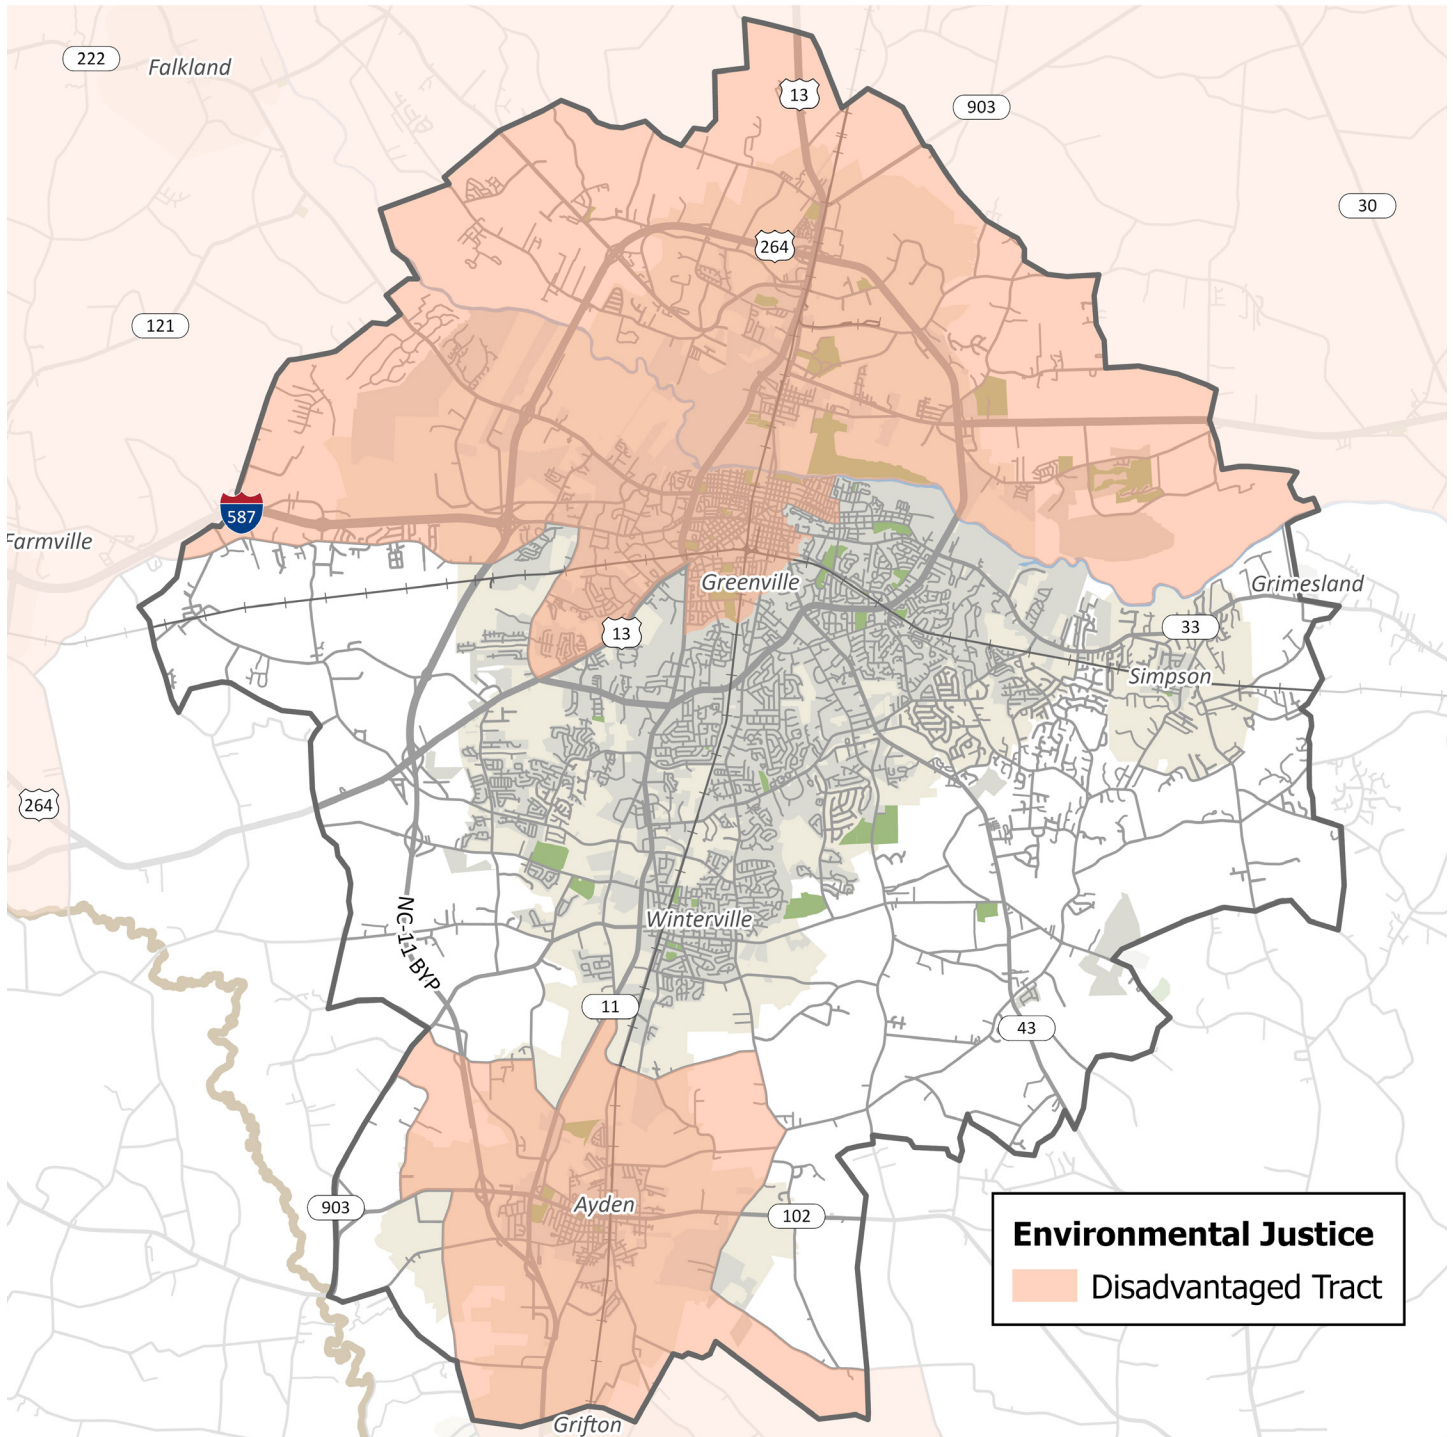 222
Falkland
13
903
30
264
121
587
Farmville
Greenville
Grimesland
13
33
Simpson
264
NC-11 BYP
Winterville
11
43
903
Ayden
102
Environmental Justice
Disadvantaged Tract
Grifton